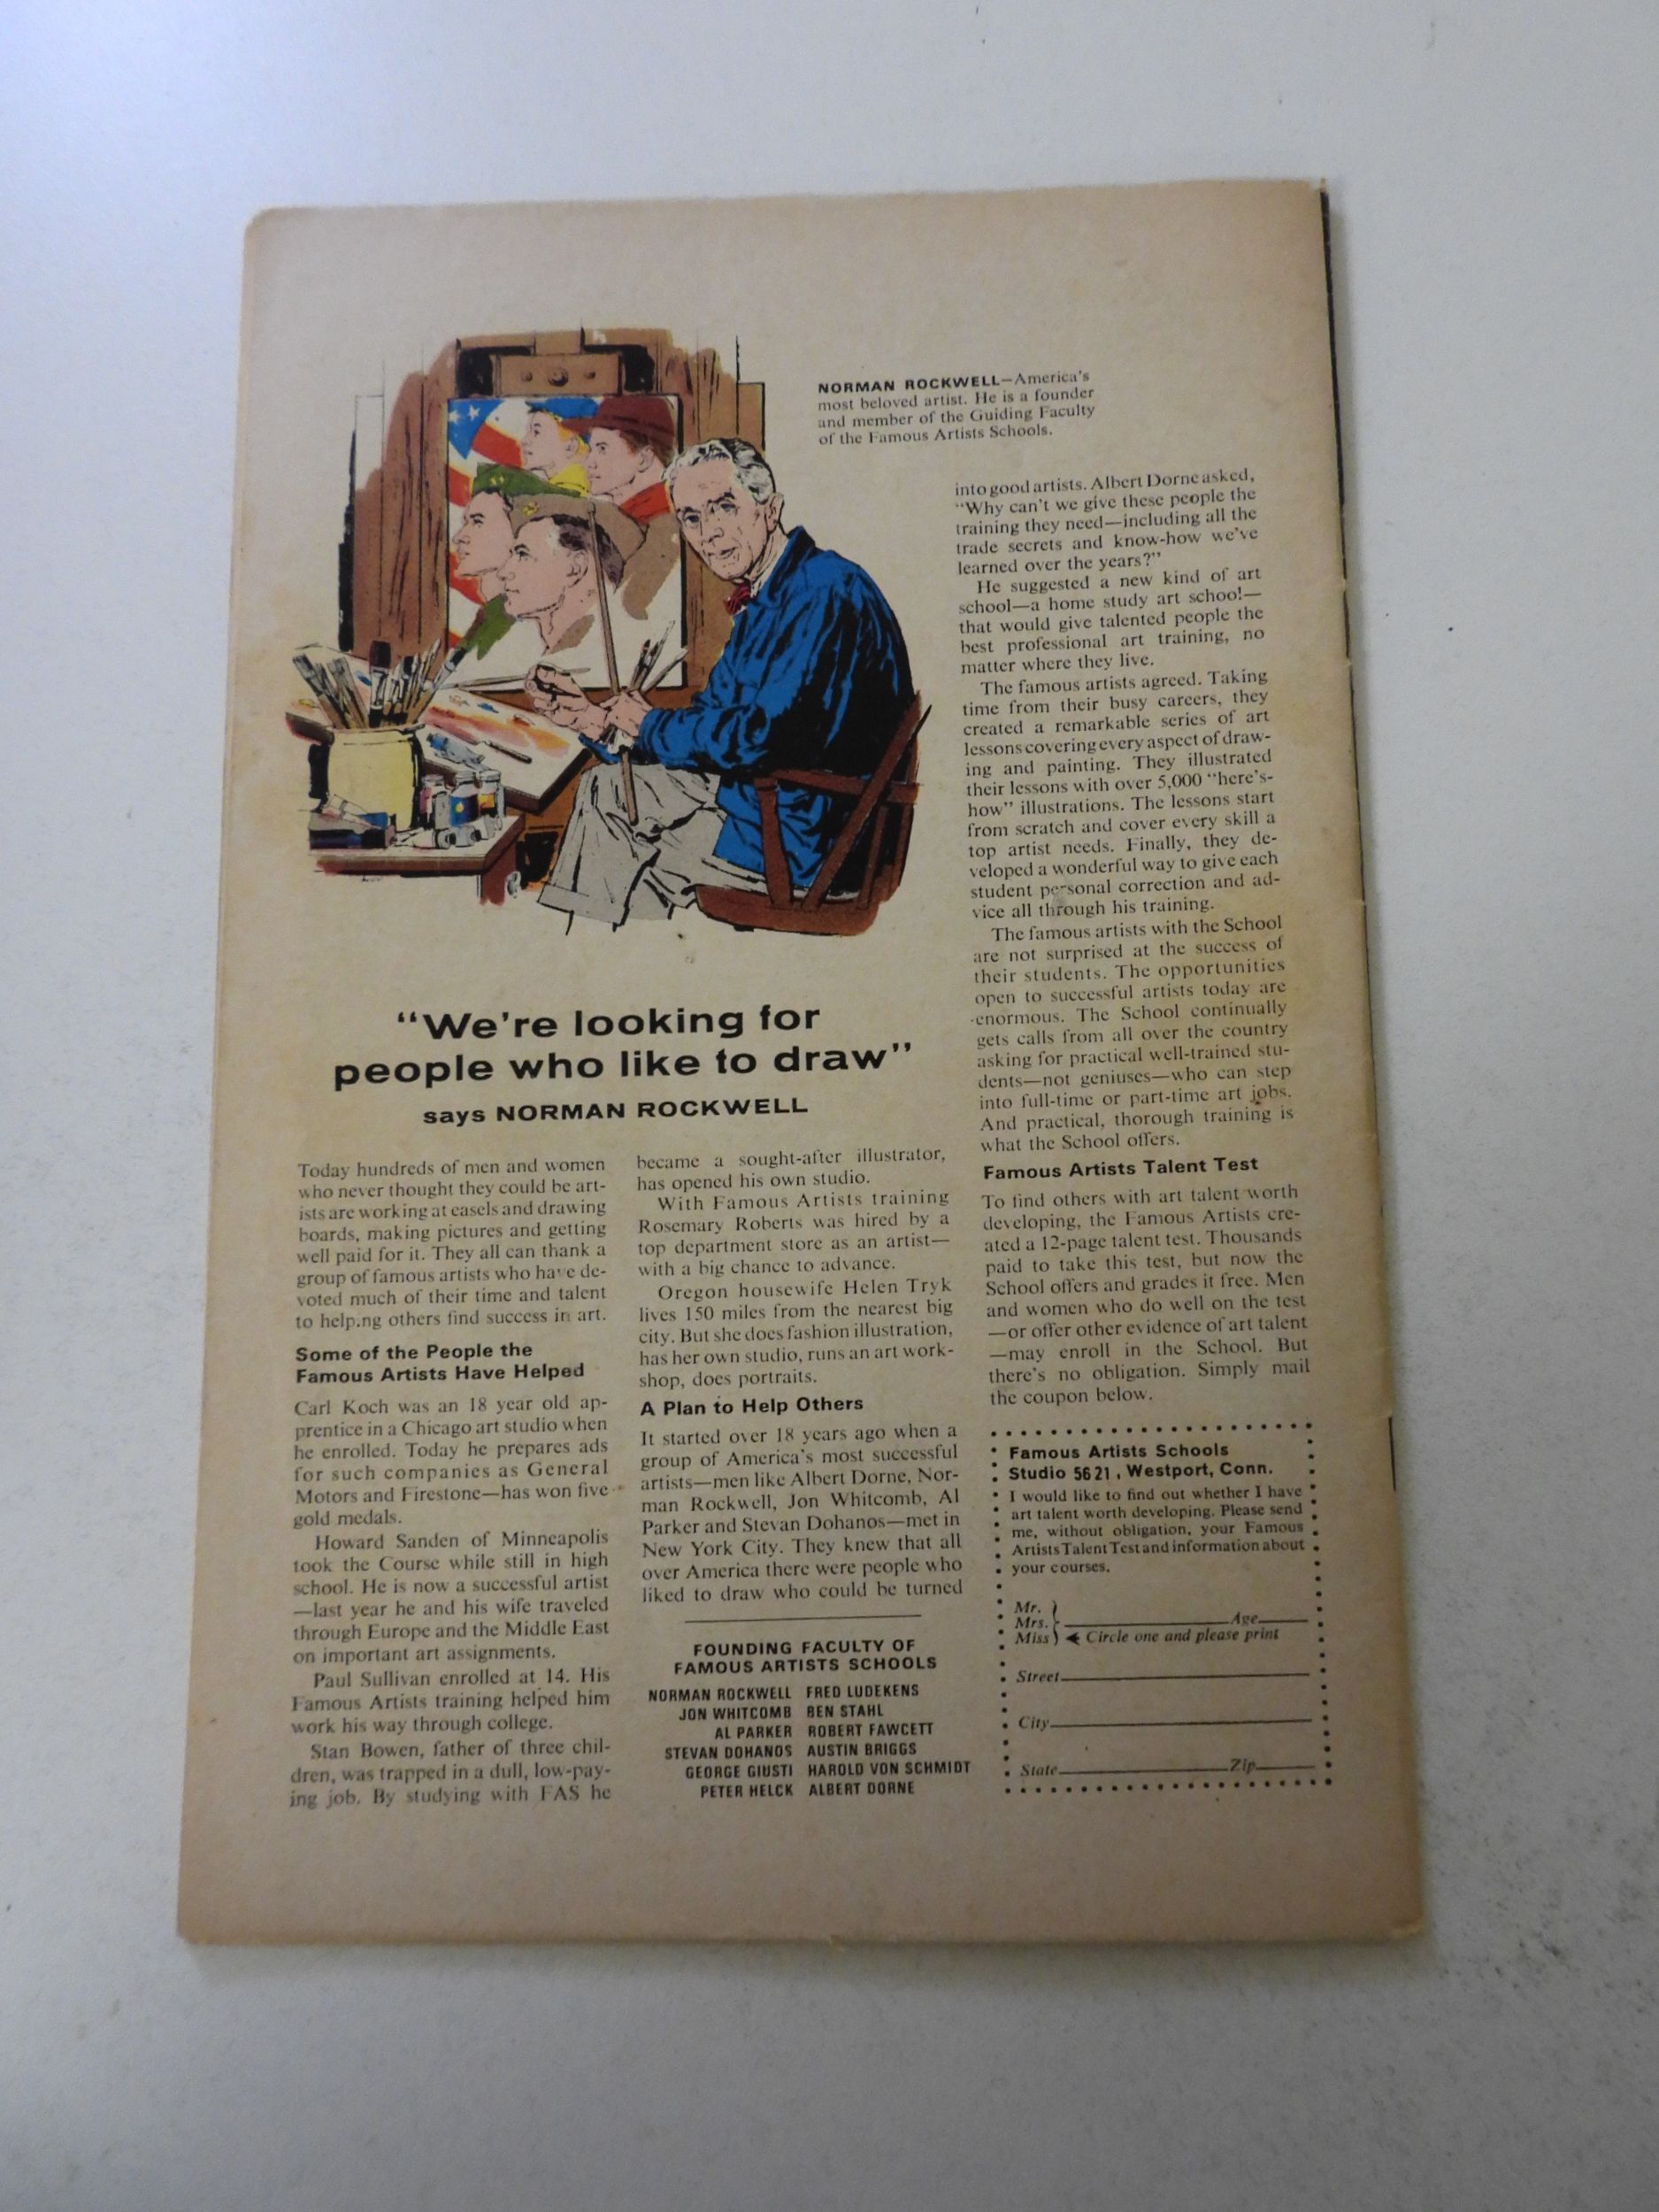 NORMAN ROCKWELL—America's
most beloved artist. He is a founder
and member of the Guiding Faculty
of the Famous Artists Schools.
"We're looking for
people who like to draw"
says NORMAN ROCKWELL
Today hundreds of men and women
who never thought they could be art-
ists are working at easels and drawing
boards, making pictures and getting
well paid for it. They all can thank a
group of famous artists who have de-
voted much of their time and talent
to helping others find success in art.
Some of the People the
Famous Artists Have Helped
Carl Koch was an 18 year old ap-
prentice in a Chicago art studio when
he enrolled. Today he prepares ads
for such companies as General
Motors and Firestone—has won five
gold medals.
Howard Sanden of Minneapolis
took the Course while still in high
school. He is now a successful artist
—last year he and his wife traveled
through Europe and the Middle East
on important art assignments.
Paul Sullivan enrolled at 14. His
Famous Artists training helped him
work his way through college.
Stan Bowen, father of three chil-
dren, was trapped in a dull, low-pay-
ing job. By studying with FAS he
became a sought-after illustrator,
has opened his own studio.
With Famous Artists training
Rosemary Roberts was hired by a
top department store as an artist—
with a big chance to advance.
Oregon housewife Helen Tryk
lives 150 miles from the nearest big
city. But she does fashion illustration,
has her own studio, runs an art work-
shop, does portraits.
A Plan to Help Others
It started over 18 years ago when a
group of America's most successful
artists—men like Albert Dorne, Nor-
man Rockwell, Jon Whitcomb, Al
Parker and Stevan Dohanos—met in
New York City. They knew that all
over America there were people who
liked to draw who could be turned
FOUNDING FACULTY OF
FAMOUS ARTISTS SCHOOLS
NORMAN ROCKWELL FRED LUDEKENS
JON WHITCOMB BEN STAHL
AL PARKER ROBERT FAWCETT
STEVAN DOHANOS AUSTIN BRIGGS
GEORGE GIUSTI HAROLD VON SCHMIDT
PETER HELCK ALBERT DORNE
into good artists. Albert Dorne asked,
"Why can't we give these people the
training they need—including all the
trade secrets and know-how we've
learned over the years?"
He suggested a new kind of art
school—a home study art school—
that would give talented people the
best professional art training, no
matter where they live.
The famous artists agreed. Taking
time from their busy careers, they
created a remarkable series of art
lessons covering every aspect of draw-
ing and painting. They illustrated
their lessons with over 5,000 "here's-
how" illustrations. The lessons start
from scratch and cover every skill a
top artist needs. Finally, they de-
veloped a wonderful way to give each
student personal correction and ad-
vice all through his training.
The famous artists with the School
are not surprised at the success of
their students. The opportunities
open to successful artists today are
enormous. The School continually
gets calls from all over the country
asking for practical well-trained stu-
dents—not geniuses—who can step
into full-time or part-time art jobs.
And practical, thorough training is
what the School offers.
Famous Artists Talent Test
To find others with art talent worth
developing, the Famous Artists cre-
ated a 12-page talent test. Thousands
paid to take this test, but now the
School offers and grades it free. Men
and women who do well on the test
—or offer other evidence of art talent
—may enroll in the School. But
there's no obligation. Simply mail
the coupon below.
Famous Artists Schools
Studio 5621, Westport, Conn.
I would like to find out whether I have
art talent worth developing. Please send
me, without obligation, your Famous
Artists Talent Test and information about
your courses.
Mr.
Mrs. Age
Miss Circle one and please print
Street
City
State Zip